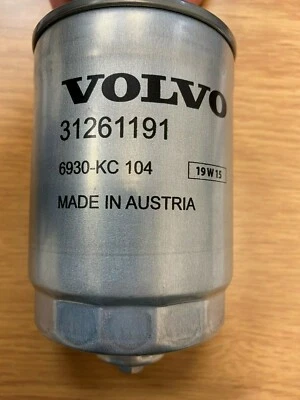 VOLVO
31261191
6930-KC 104
19W15
MADE IN AUSTRIA